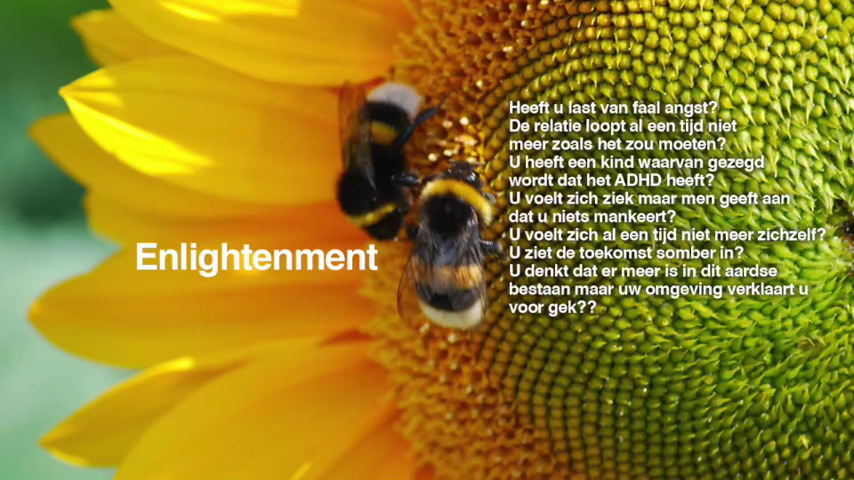 Enlightenment
Heeft u last van faal angst?
De relatie loopt al een tijd niet
meer zoals het zou moeten?
U heeft een kind waarvan gezegd
wordt dat het ADHD heeft?
U voelt zich ziek maar men geeft aan
dat u niets mankeert?
U voelt zich al een tijd niet meer zichzelf?
U ziet de toekomst somber in?
U denkt dat er meer is in dit aardse
bestaan maar uw omgeving verklaart u
voor gek??